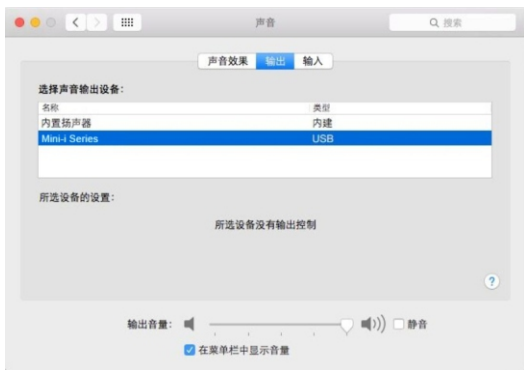 声音
搜索
声音效果 输出 输入
选择声音输出设备：
名称 类型
内置扬声器 内建
Mini-i Series USB
所选设备的设置：
所选设备没有输出控制
?
输出音量： 静音
在菜单栏中显示音量